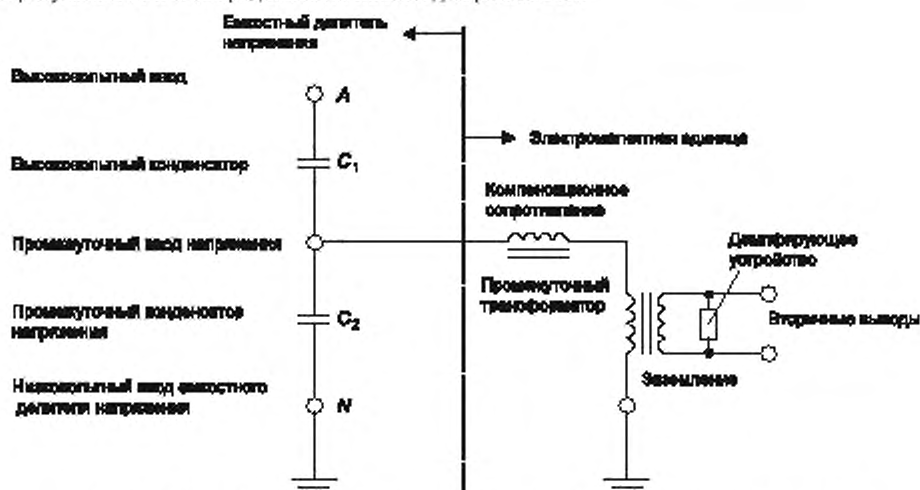 Емкостный делитель
напряжения
Высоковольтный ввод
A
Электромагнитная единица
Высоковольтный конденсатор
C1
Компенсационное
сопротивление
Промежуточный ввод напряжения
Демпфирующее
устройство
Промежуточный
трансформатор
Промежуточный конденсатор
напряжения
C2
Вторичные выводы
Заземление
Низковольтный ввод емкостного
делителя напряжения
N